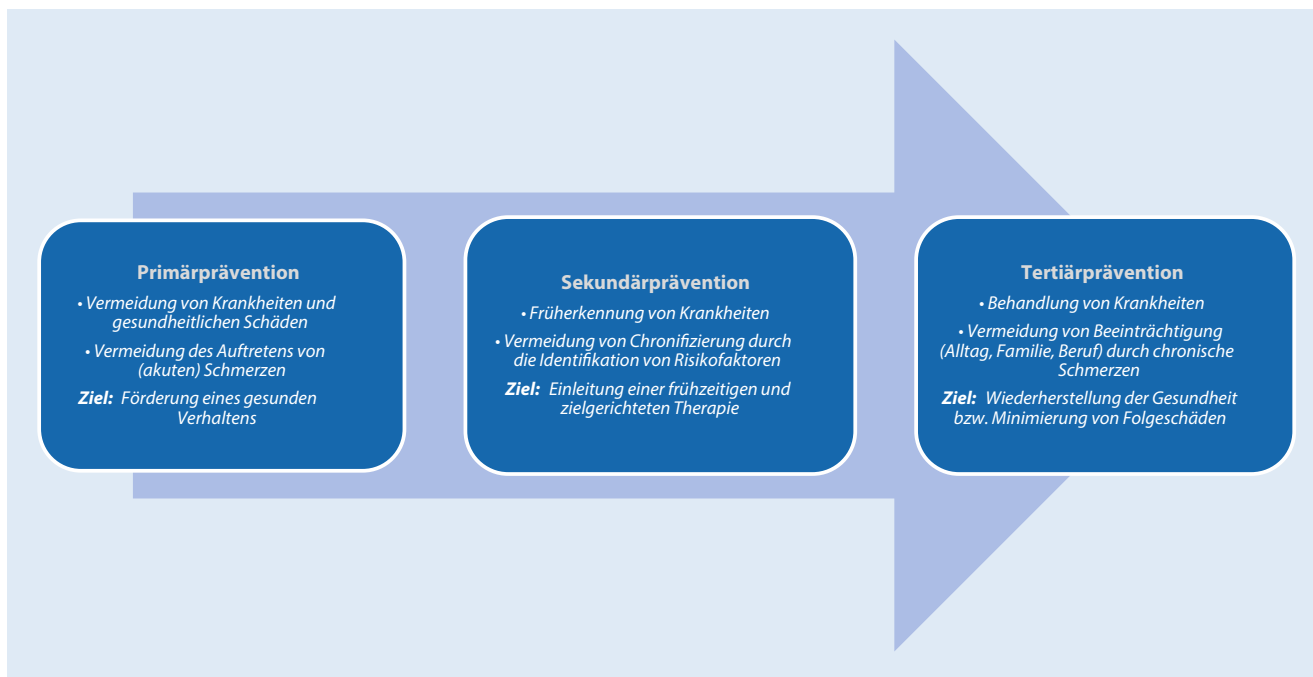 Primärprävention
• Vermeidung von Krankheiten und
gesundheitlichen Schäden
• Vermeidung des Auftretens von
(akuten) Schmerzen
Ziel: Förderung eines gesunden
Verhaltens
Sekundärprävention
• Früherkennung von Krankheiten
• Vermeidung von Chronifizierung durch
die Identifikation von Risikofaktoren
Ziel: Einleitung einer frühzeitigen und
zielgerichteten Therapie
Tertiärprävention
• Behandlung von Krankheiten
• Vermeidung von Beeinträchtigung
(Alltag, Familie, Beruf) durch chronische
Schmerzen
Ziel: Wiederherstellung der Gesundheit
bzw. Minimierung von Folgeschäden